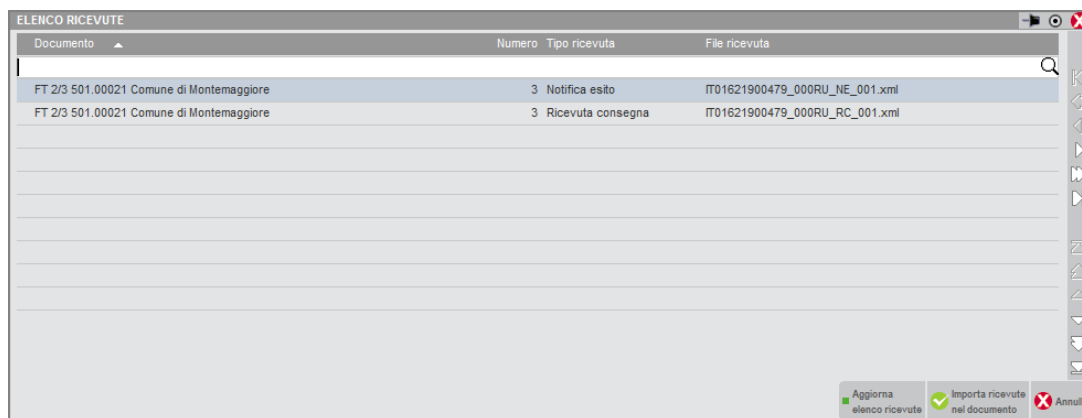 ELENCO RICEVUTE
Documento Numero Tipo ricevuta File ricevuta
FT 2/3 501.00021 Comune di Montemaggiore 3 Notifica esito IT01621900479_000RU_NE_001.xml
FT 2/3 501.00021 Comune di Montemaggiore 3 Ricevuta consegna IT01621900479_000RU_RC_001.xml
Aggiorna
elenco ricevute
Importa ricevute
nel documento
Annul